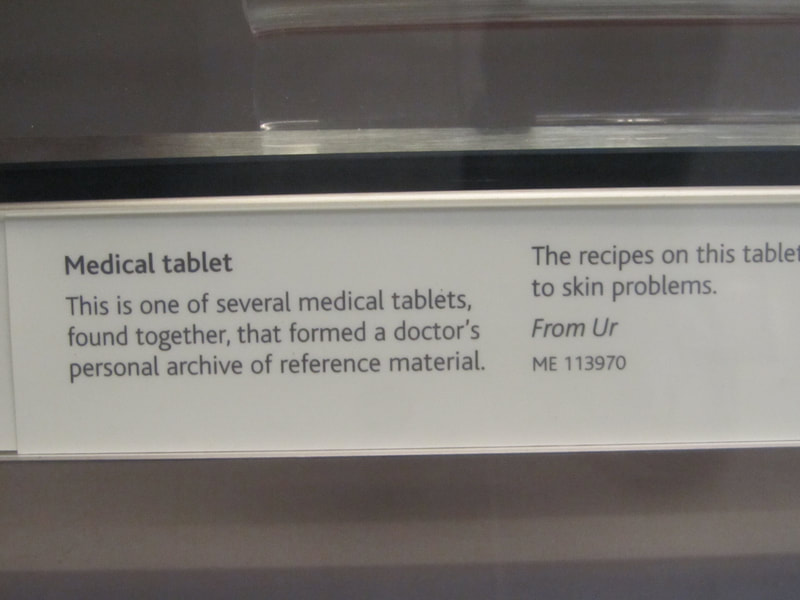 Medical tablet
This is one of several medical tablets,
found together, that formed a doctor's
personal archive of reference material.
The recipes on this tablet
to skin problems.
From Ur
ME 113970